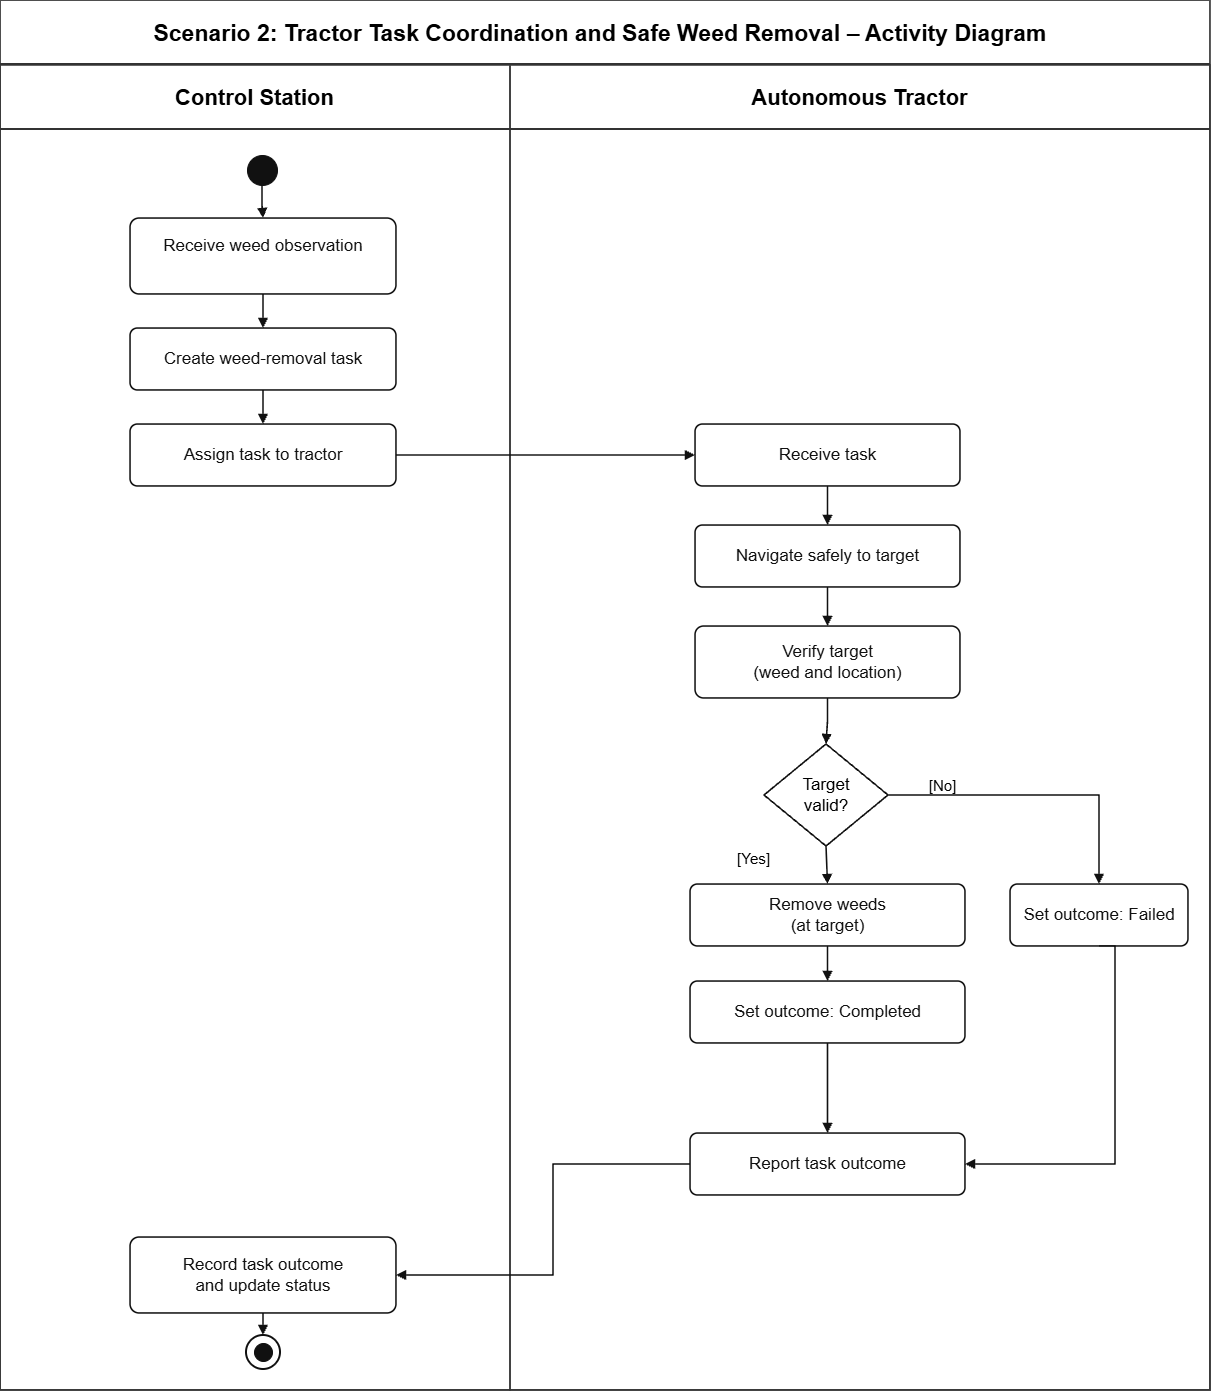 Scenario 2: Tractor Task Coordination and Safe Weed Removal – Activity Diagram
Control Station
Autonomous Tractor
Receive weed observation
Create weed-removal task
Assign task to tractor
Receive task
Navigate safely to target
Verify target
(weed and location)
Target
valid?
[No]
[Yes]
Remove weeds
(at target)
Set outcome: Failed
Set outcome: Completed
Report task outcome
Record task outcome
and update status